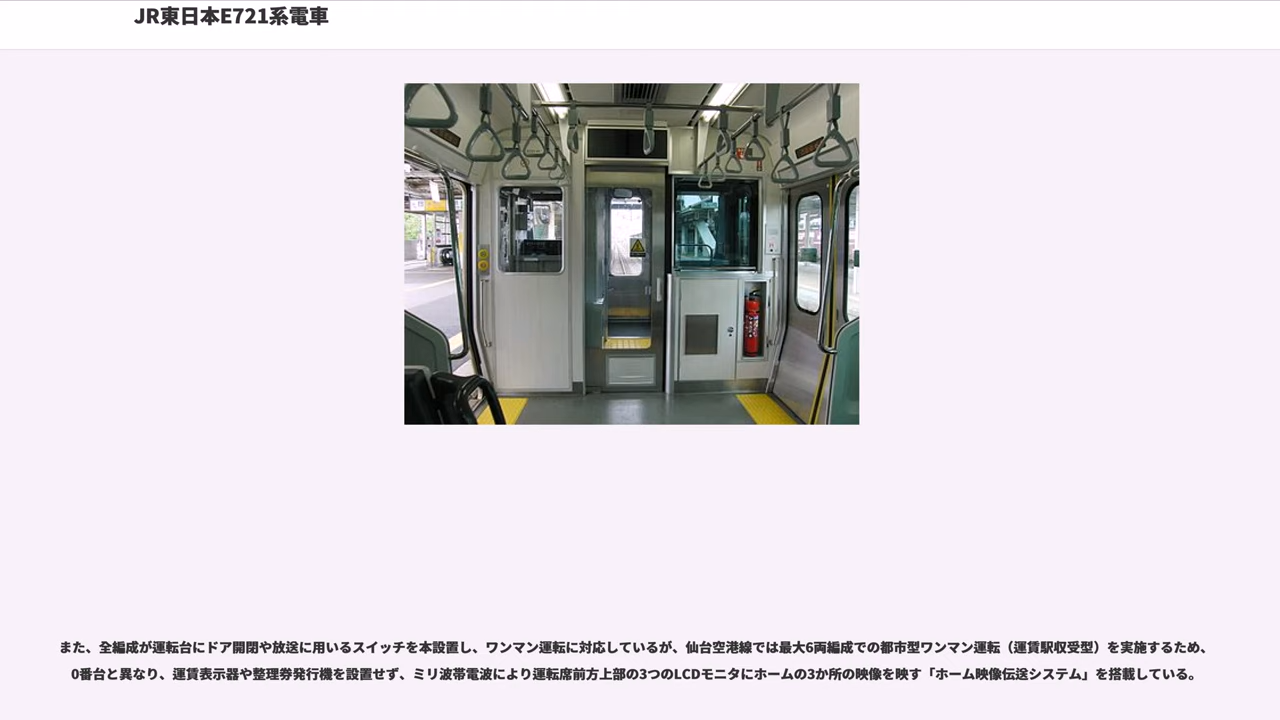 JR東日本E721系電車
また、全編成が運転台にドア開閉や放送に用いるスイッチを本設置し、ワンマン運転に対応しているが、仙台空港線では最大6両編成での都市型ワンマン運転（運賃駅収受型）を実施するため、
0番台と異なり、運賃表示器や整理券発行機を設置せず、ミリ波帯電波により運転席前方上部の3つのLCDモニタにホームの3か所の映像を映す「ホーム映像伝送システム」を搭載している。